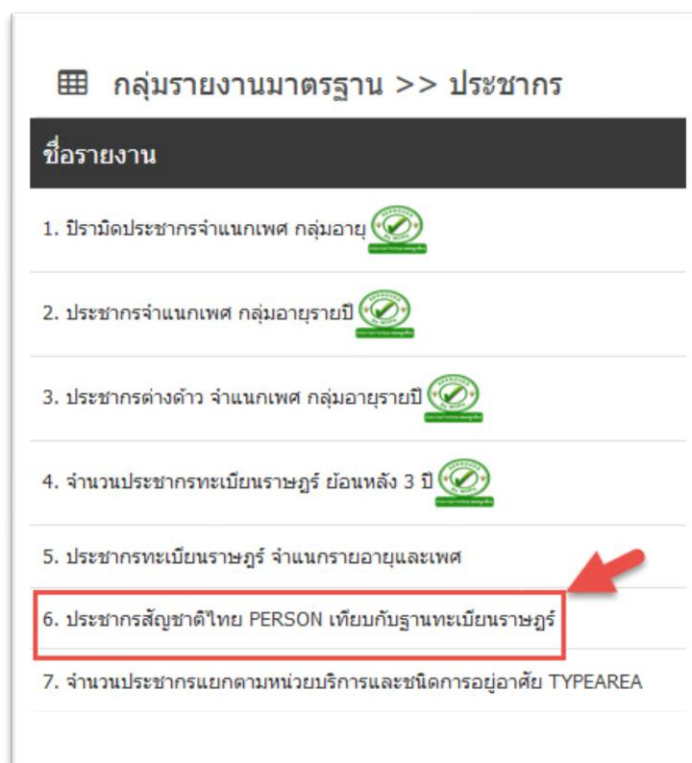 กลุ่มรายงานมาตรฐาน >> ประชากร
ชื่อรายงาน
1. ปิรามิดประชากรจำแนกเพศ กลุ่มอายุ
2. ประชากรจำแนกเพศ กลุ่มอายุรายปี
3. ประชากรต่างด้าว จำแนกเพศ กลุ่มอายุรายปี
4. จำนวนประชากรทะเบียนราษฎร์ ย้อนหลัง 3 ปี
5. ประชากรทะเบียนราษฎร์ จำแนกรายอายุและเพศ
6. ประชากรสัญชาติไทย PERSON เทียบกับฐานทะเบียนราษฎร์
7. จำนวนประชากรแยกตามหน่วยบริการและชนิดการอยู่อาศัย TYPEAREA